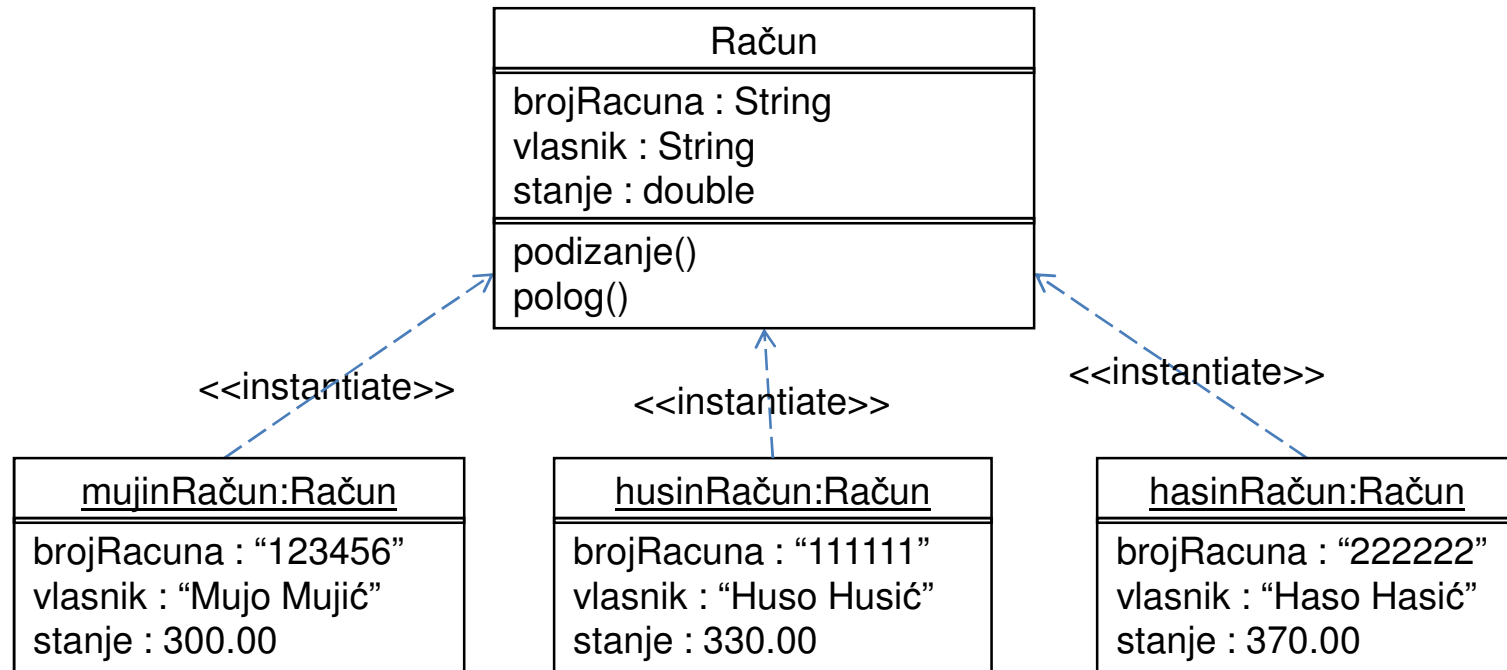 Račun
brojRacuna : String
vlasnik : String
stanje : double
podizanje()
polog()
<<instantiate>>
<<instantiate>>
<<instantiate>>
mujinRačun:Račun
brojRacuna : “123456”
vlasnik : “Mujo Mujić”
stanje : 300.00
husinRačun:Račun
brojRacuna : “111111”
vlasnik : “Huso Husić”
stanje : 330.00
hasinRačun:Račun
brojRacuna : “222222”
vlasnik : “Haso Hasić”
stanje : 370.00